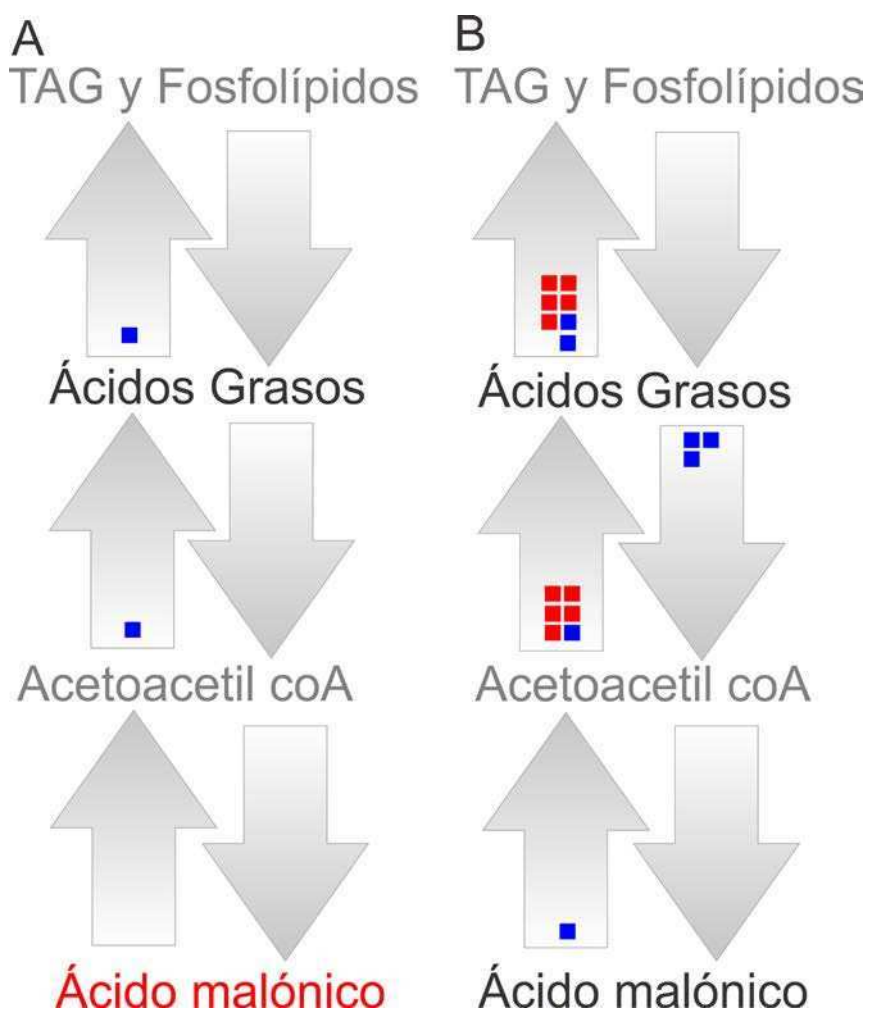 A
TAG y Fosfolípidos
Ácidos Grasos
Acetoacetil coA
Ácido malónico
B
TAG y Fosfolípidos
Ácidos Grasos
Acetoacetil coA
Ácido malónico